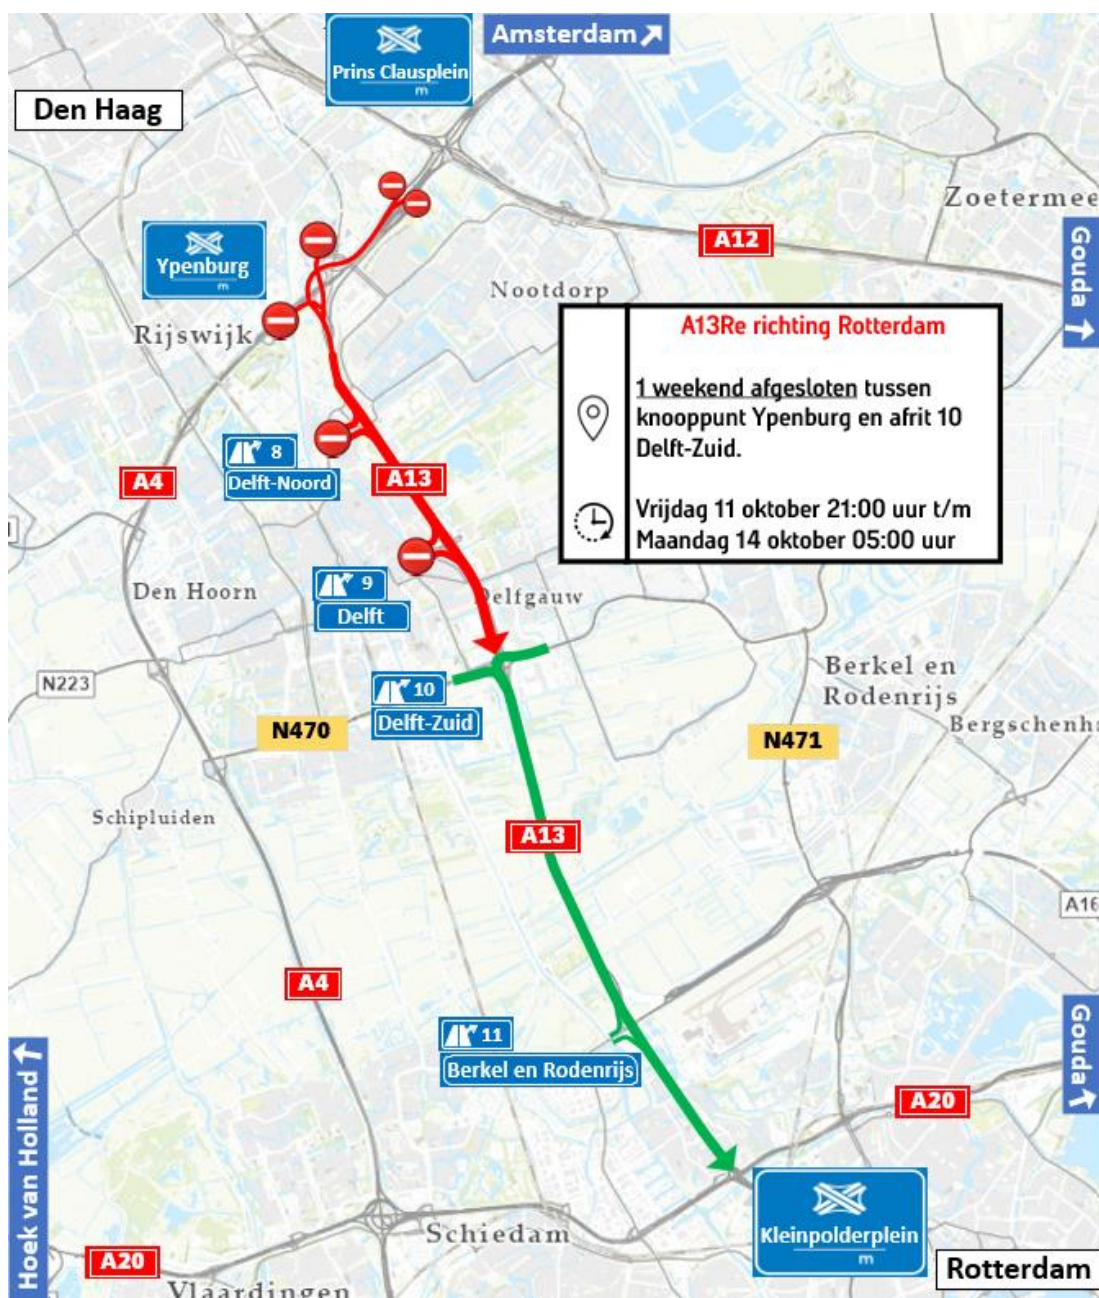 Prins Clausplein
m
Amsterdam
Den Haag
Zoetermee
A12
Gouda
Ypenburg
m
Nootdorp
Rijswijk
A13Re richting Rotterdam
1 weekend afgesloten tussen
knooppunt Ypenburg en afrit 10
Delft-Zuid.
Vrijdag 11 oktober 21:00 uur t/m
Maandag 14 oktober 05:00 uur
8
Delft-Noord
A4
A13
9
Delft
Den Hoorn
Delfgauw
N223
10
Delft-Zuid
Berkel en
Rodenrijs
Bergschenh
N470
N471
Schipluiden
A13
A16
A4
11
Berkel en Rodenrijs
Gouda
A20
Hoek van Holland
Kleinpolderplein
m
Schiedam
A20
Rotterdam
Vlaardingen